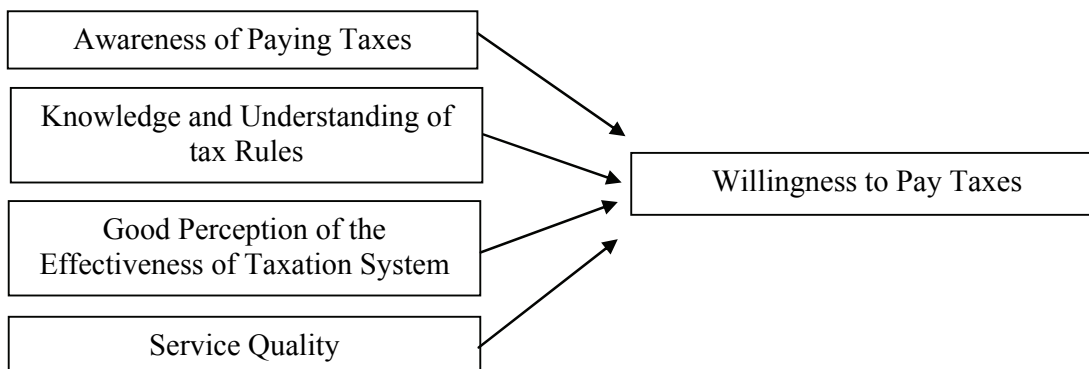 Awareness of Paying Taxes
Knowledge and Understanding of
tax Rules
Good Perception of the
Effectiveness of Taxation System
Service Quality
Willingness to Pay Taxes